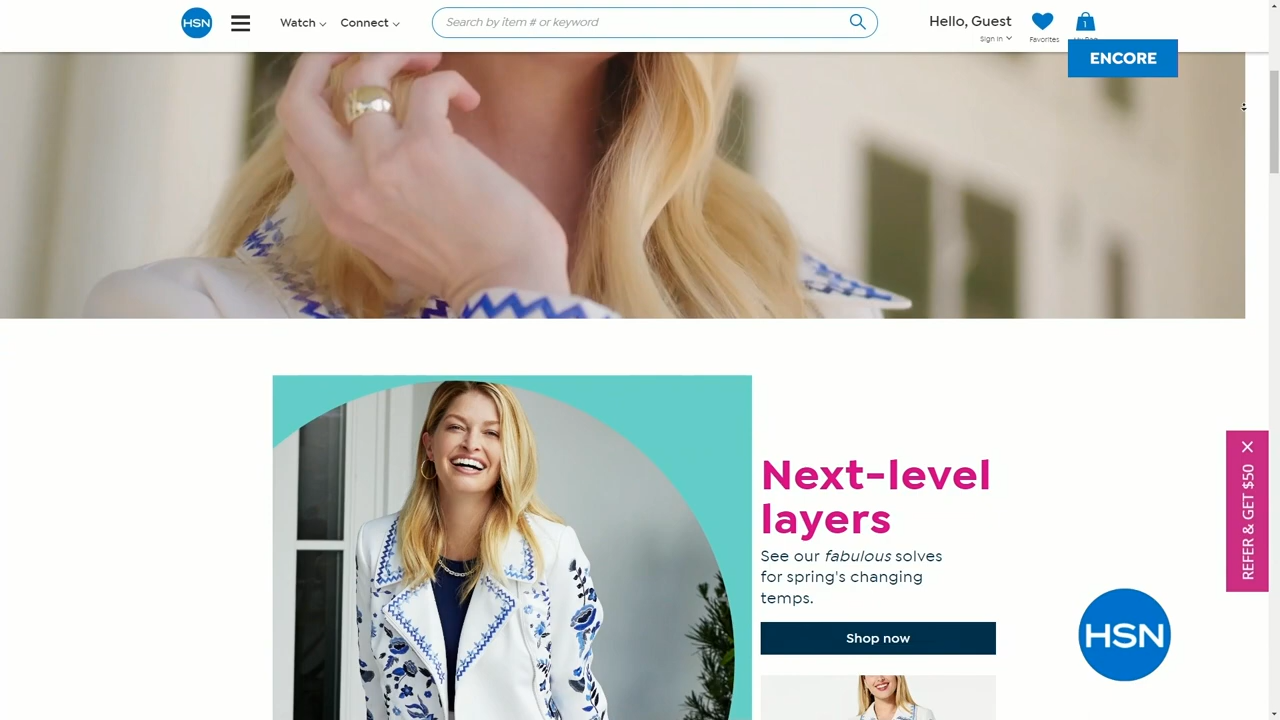 HSN
Watch
Connect
Search by item # or keyword
Hello, Guest
Sign In
Favorites
1
ENCORE
Next-level
layers
See our fabulous solves
for spring's changing
temps.
Shop now
REFER & GET $50
HSN